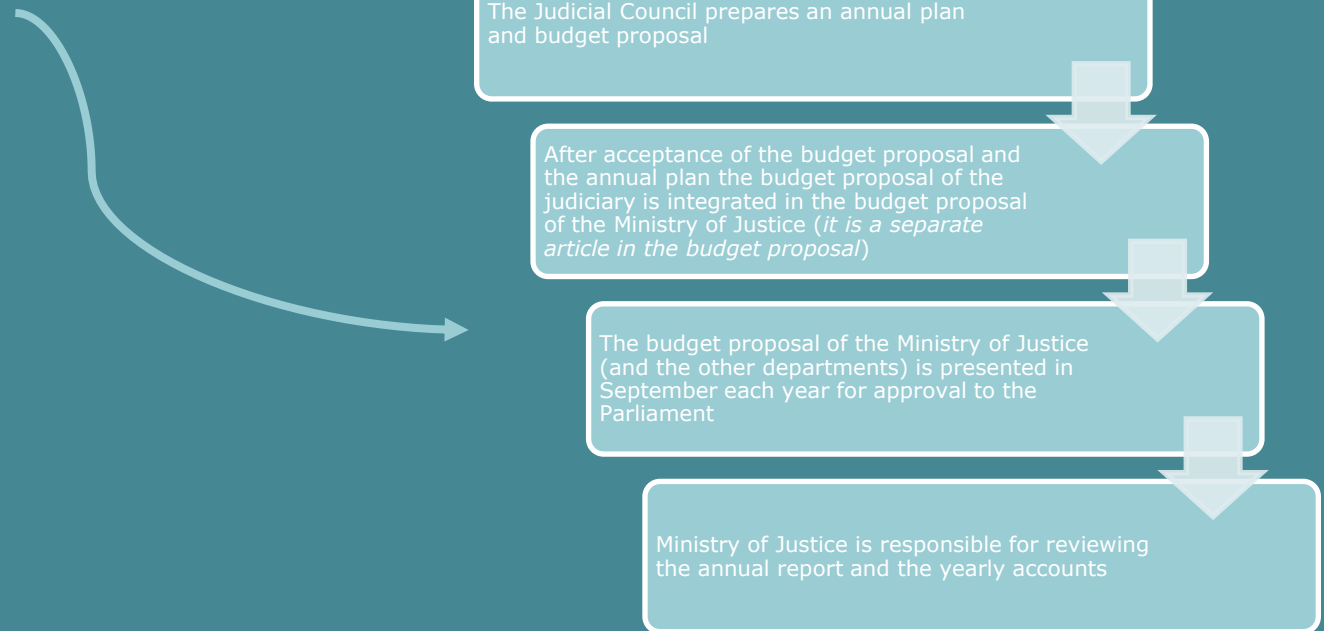 The Judicial Council prepares an annual plan
and budget proposal
After acceptance of the budget proposal and
the annual plan the budget proposal of the
judiciary is integrated in the budget proposal
of the Ministry of Justice (it is a separate
article in the budget proposal)
The budget proposal of the Ministry of Justice
(and the other departments) is presented in
September each year for approval to the
Parliament
Ministry of Justice is responsible for reviewing
the annual report and the yearly accounts